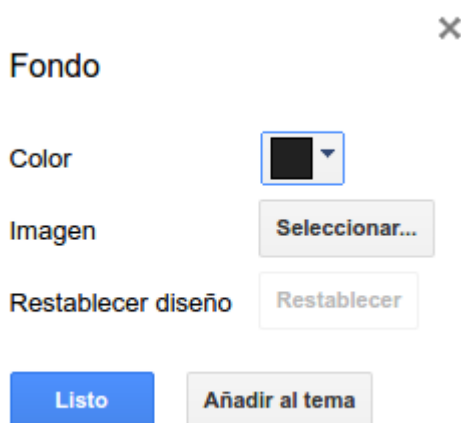 Fondo
Color
Imagen Seleccionar...
Restablecer diseño Restablecer
Listo Añadir al tema